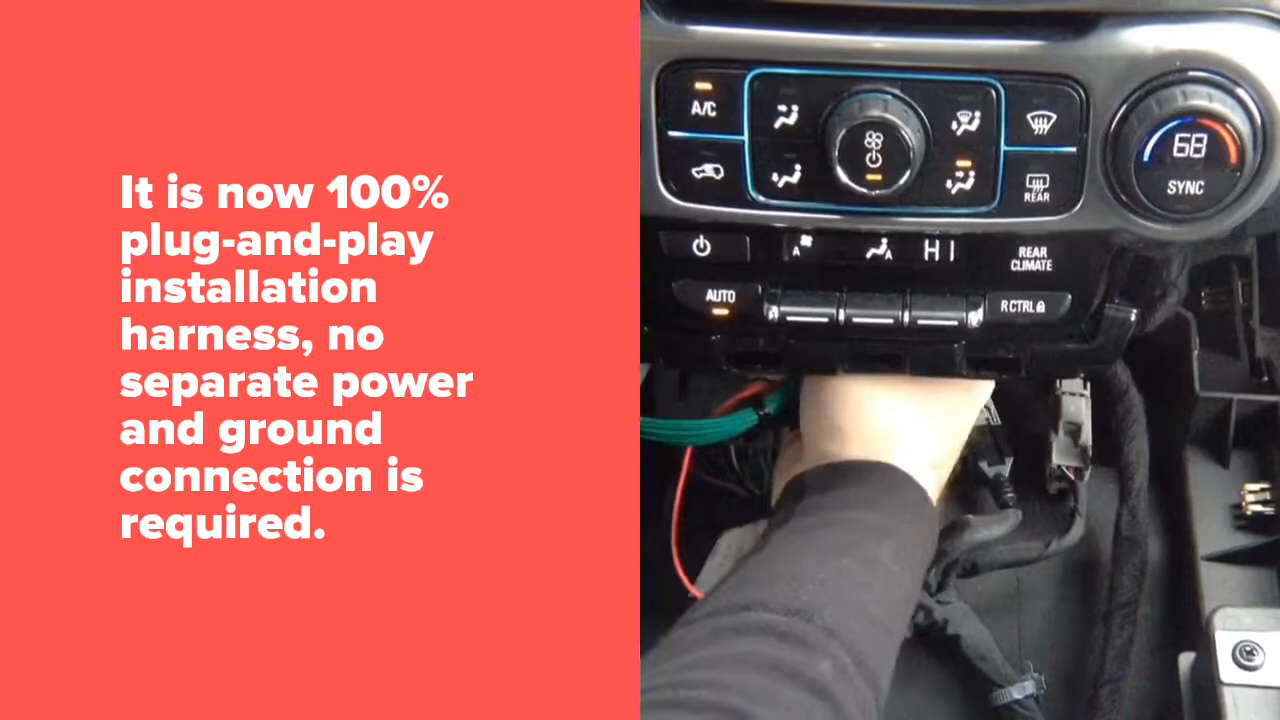 It is now 100%
plug-and-play
installation
harness, no
separate power
and ground
connection is
required.
A/C
68
SYNC
REAR
A
A
HI
REAR
CLIMATE
AUTO
R CTRL